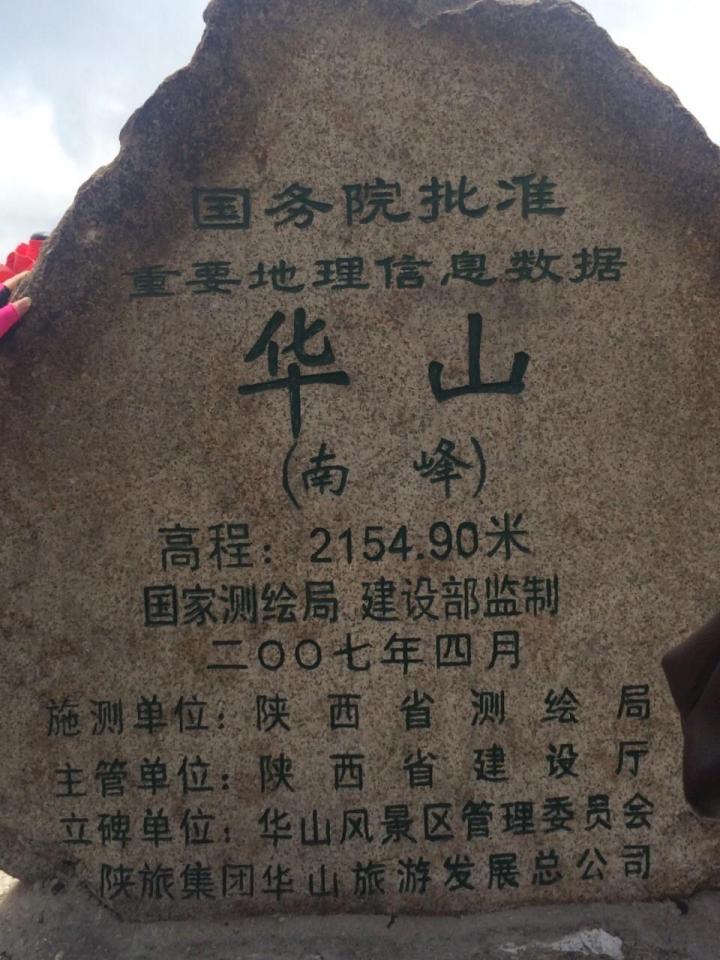 国务院批准
重要地理信息数据
华山
(南峰)
高程：2154.90米
国家测绘局 建设部监制
二〇〇七年四月
施测单位：陕西省测绘局
主管单位：陕西省建设厅
立碑单位：华山风景区管理委员会
陕旅集团华山旅游发展总公司